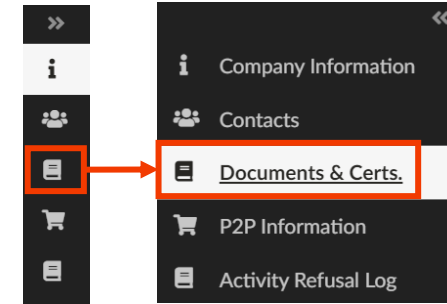 Company Information
Contacts
Documents & Certs.
P2P Information
Activity Refusal Log